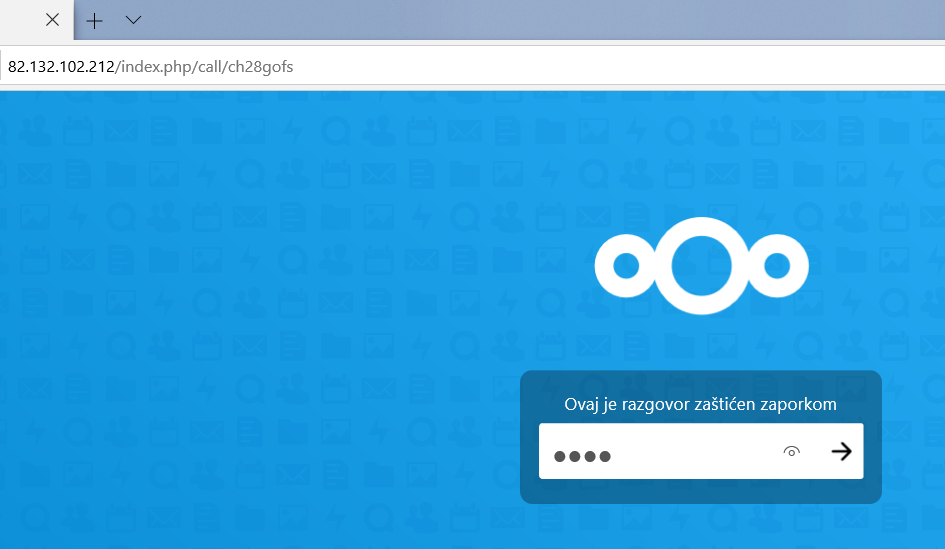 82.132.102.212/index.php/call/ch28gofs
Ovaj je razgovor zaštićen zaporkom